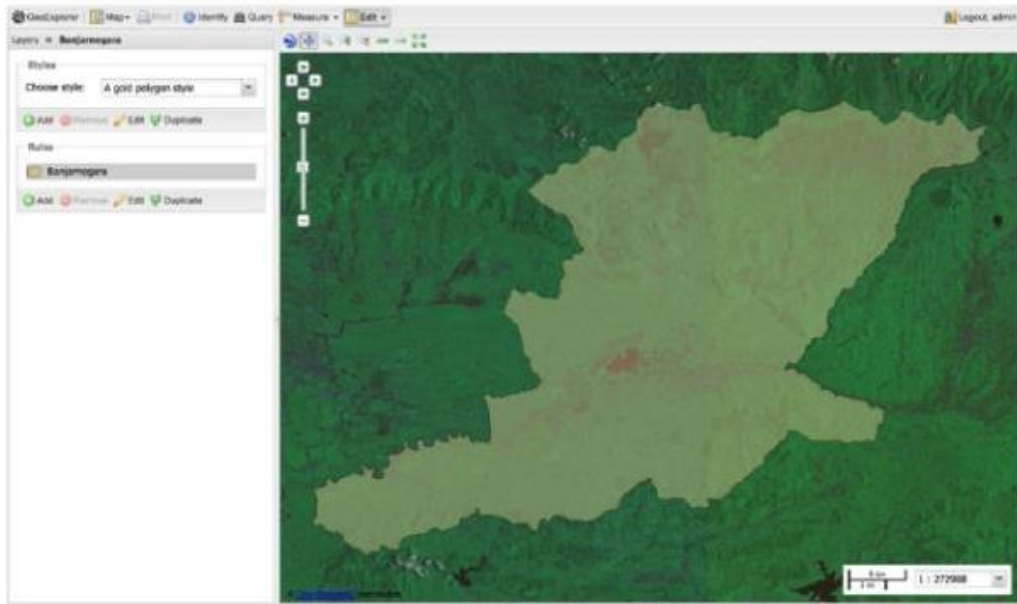 GeoExplorer Map Print Identify Query Measure Edit Logout, admin
Layers Banjarnegara
Styles
Choose style: A gold polygon style
Add Remove Edit Duplicate
Rules
Banjarnegara
Add Remove Edit Duplicate
1 : 272988